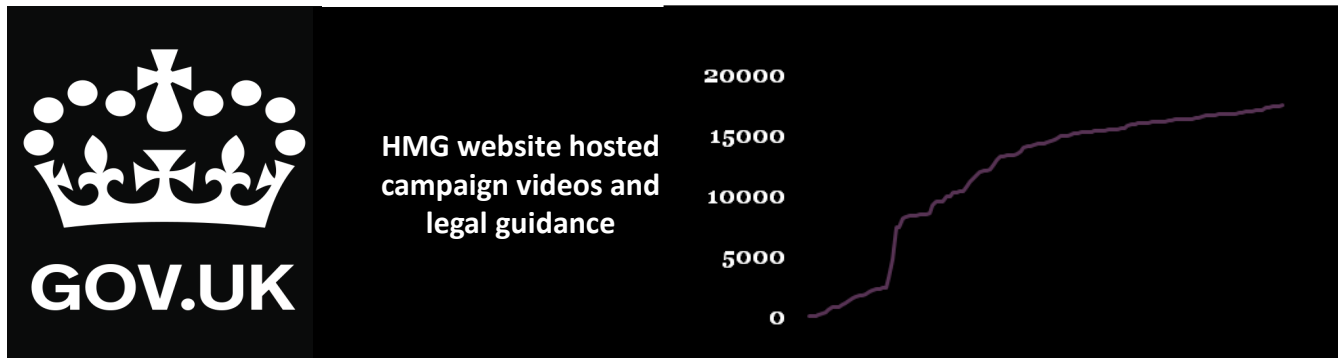 GOV.UK
HMG website hosted
campaign videos and
legal guidance
20000
15000
10000
5000
0